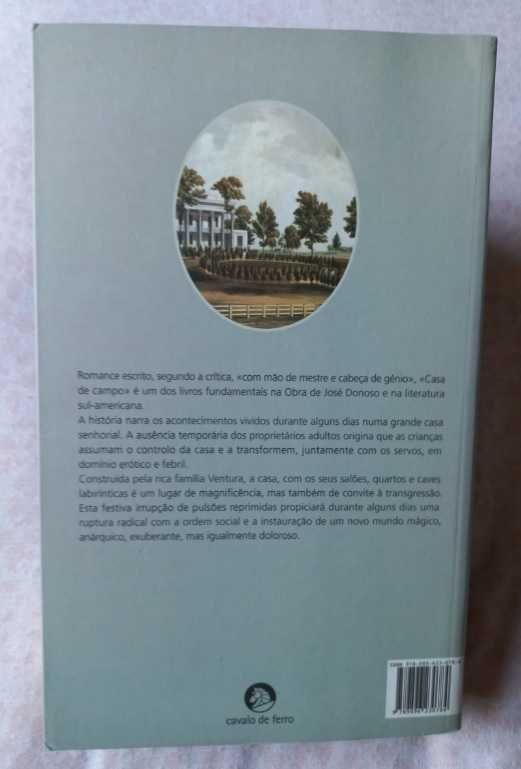 Romance escrito, segundo a crítica, «com mão de mestre e cabeça de génio», «Casa
de campo» é um dos livros fundamentais na Obra de José Donoso e na literatura
sul-americana.
A história narra os acontecimentos vividos durante alguns dias numa grande casa
senhorial. A ausência temporária dos proprietários adultos origina que as crianças
assumam o controlo da casa e a transformem, juntamente com os servos, em
domínio erótico e febril.
Construída pela rica família Ventura, a casa, com os seus salões, quartos e caves
labirínticas é um lugar de magnificência, mas também de convite à transgressão.
Esta festiva irrupção de pulsões reprimidas propiciará durante alguns dias uma
ruptura radical com a ordem social e a instauração de um novo mundo mágico,
anárquico, exuberante, mas igualmente doloroso.
ISBN
cavalo de ferro